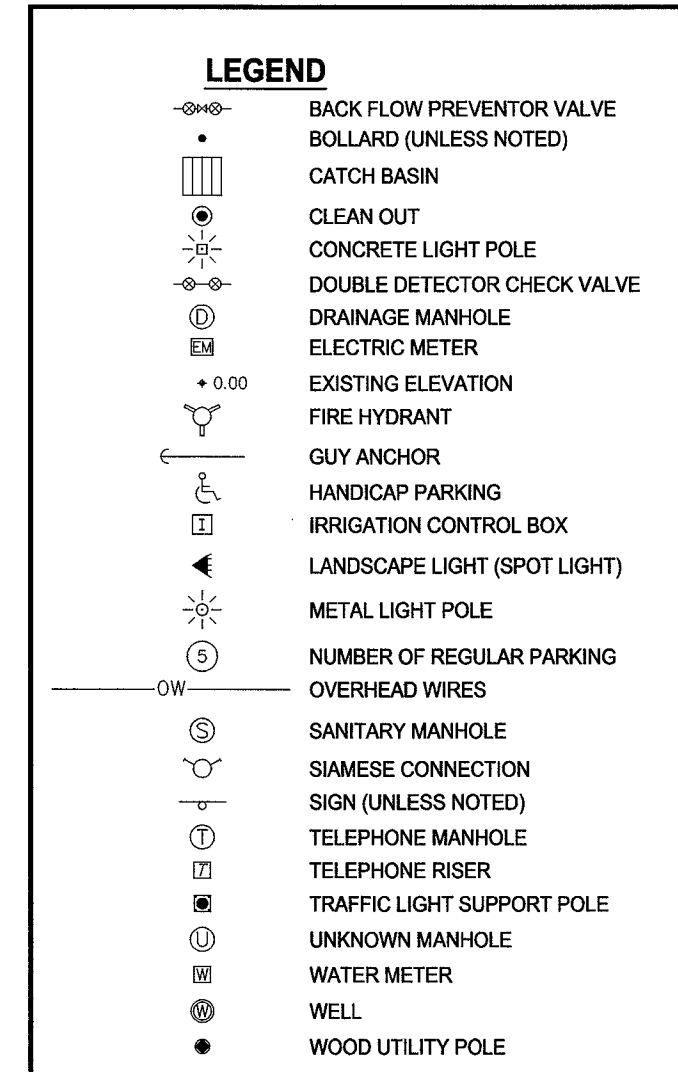 LEGEND
BACK FLOW PREVENTOR VALVE
BOLLARD (UNLESS NOTED)
CATCH BASIN
CLEAN OUT
CONCRETE LIGHT POLE
DOUBLE DETECTOR CHECK VALVE
D DRAINAGE MANHOLE
EM ELECTRIC METER
0.00 EXISTING ELEVATION
FIRE HYDRANT
GUY ANCHOR
HANDICAP PARKING
I IRRIGATION CONTROL BOX
LANDSCAPE LIGHT (SPOT LIGHT)
METAL LIGHT POLE
5 NUMBER OF REGULAR PARKING
OW OVERHEAD WIRES
S SANITARY MANHOLE
SIAMESE CONNECTION
SIGN (UNLESS NOTED)
T TELEPHONE MANHOLE
T TELEPHONE RISER
TRAFFIC LIGHT SUPPORT POLE
U UNKNOWN MANHOLE
W WATER METER
W WELL
WOOD UTILITY POLE